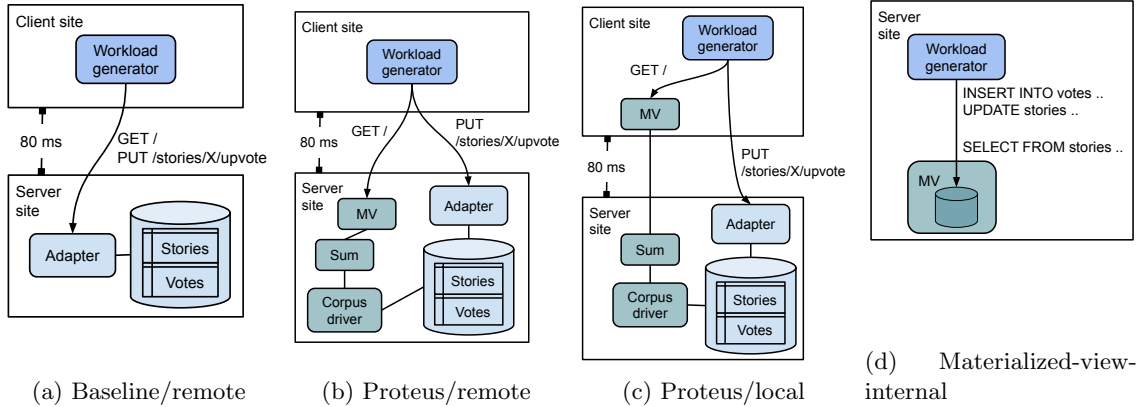 Client site
Workload
generator
80 ms
GET /
PUT /stories/X/upvote
Server
site
Adapter
Stories
Votes
(a) Baseline/remote
Client site
Workload
generator
80 ms
GET /
PUT
/stories/X/upvote
Server
site
MV
Adapter
Sum
Corpus
driver
Stories
Votes
(b) Proteus/remote
Client site
Workload
generator
GET /
MV
80 ms
PUT
/stories/X/upvote
Server
site
Sum
Adapter
Corpus
driver
Stories
Votes
(c) Proteus/local
Server
site
Workload
generator
INSERT INTO votes ..
UPDATE stories ..
SELECT FROM stories ..
MV
(d) Materialized-view-
internal